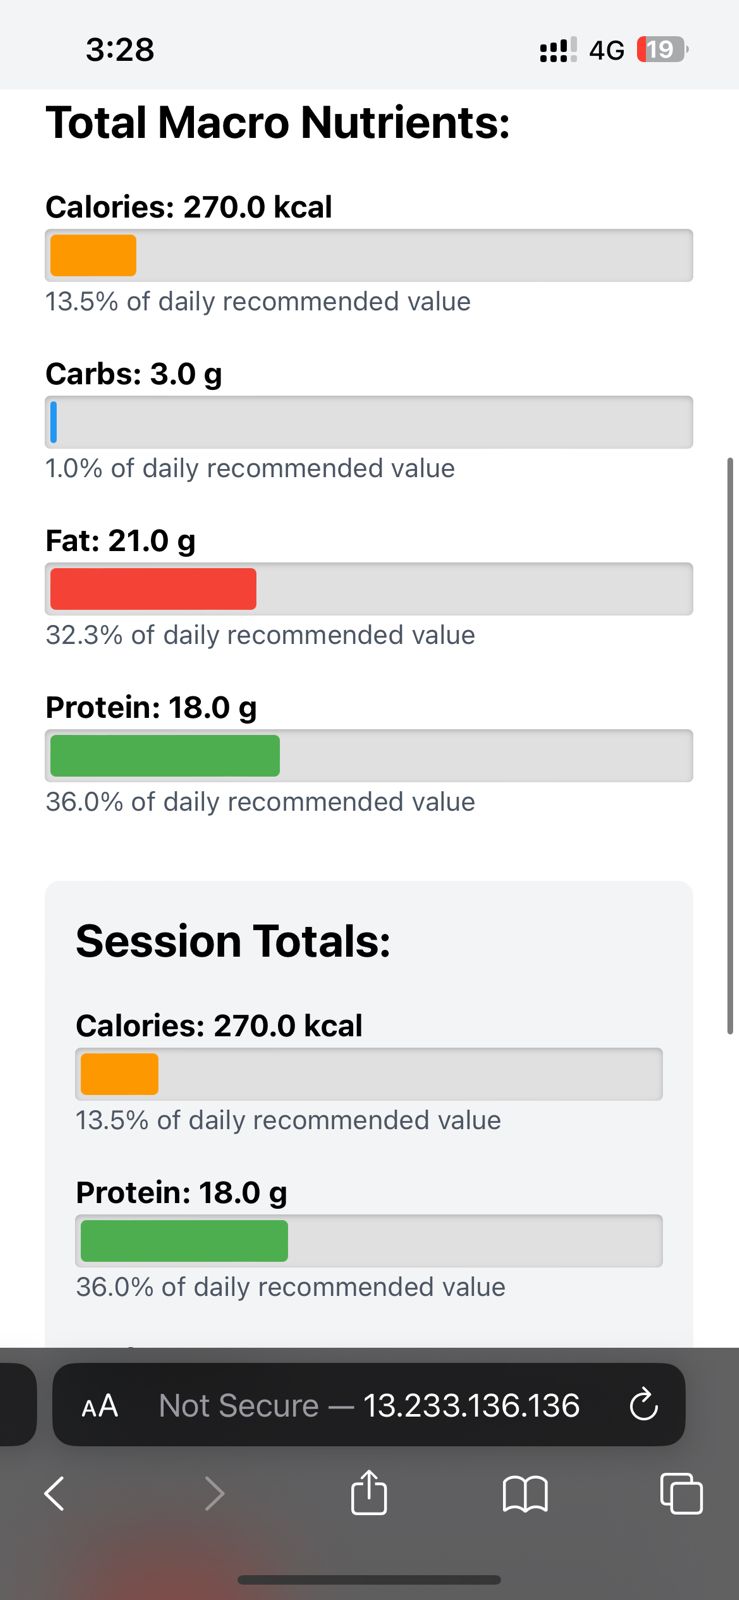 3:28
4G
19
Total Macro Nutrients:
Calories: 270.0 kcal
13.5% of daily recommended value
Carbs: 3.0 g
1.0% of daily recommended value
Fat: 21.0 g
32.3% of daily recommended value
Protein: 18.0 g
36.0% of daily recommended value
Session Totals:
Calories: 270.0 kcal
13.5% of daily recommended value
Protein: 18.0 g
36.0% of daily recommended value
AA Not Secure — 13.233.136.136